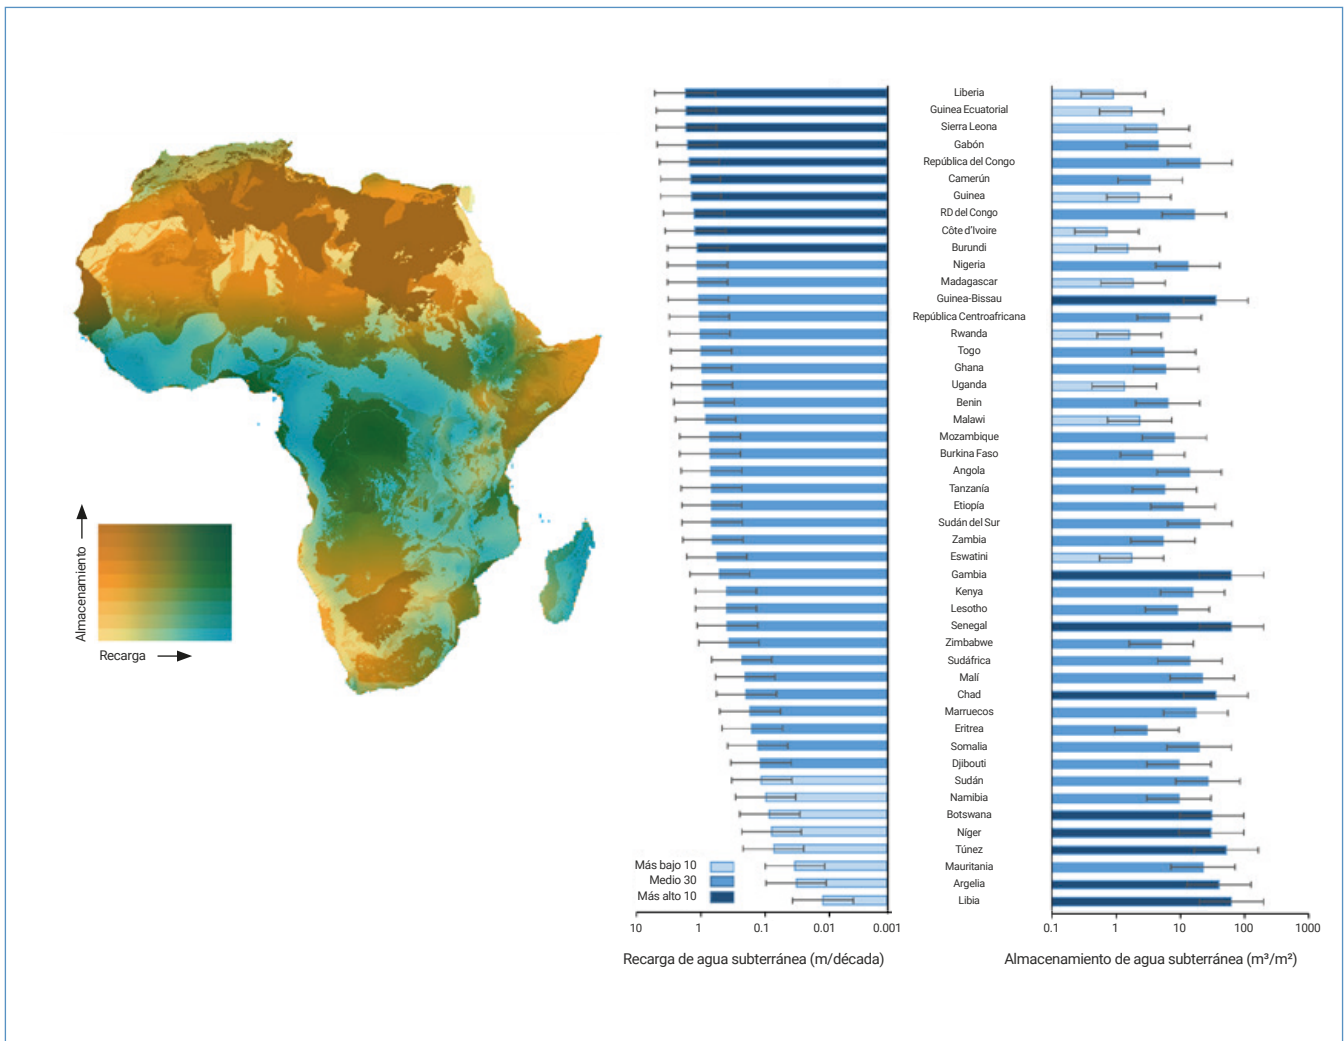 Almacenamiento
Recarga
Liberia
Guinea Ecuatorial
Sierra Leona
Gabón
República del Congo
Camerún
Guinea
RD del Congo
Côte d'Ivoire
Burundi
Nigeria
Madagascar
Guinea-Bissau
República Centroafricana
Rwanda
Togo
Ghana
Uganda
Benin
Malawi
Mozambique
Burkina Faso
Angola
Tanzanía
Etiopía
Sudán del Sur
Zambia
Eswatini
Gambia
Kenya
Lesotho
Senegal
Zimbabwe
Sudáfrica
Malí
Chad
Marruecos
Eritrea
Somalia
Djibouti
Sudán
Namibia
Botswana
Níger
Túnez
Mauritania
Argelia
Libia
Más bajo 10
Medio 30
Más alto 10
10 1 0.1 0.01 0.001
Recarga de agua subterránea (m/década)
0.1 1 10 100 1000
Almacenamiento de agua subterránea (m³/m²)